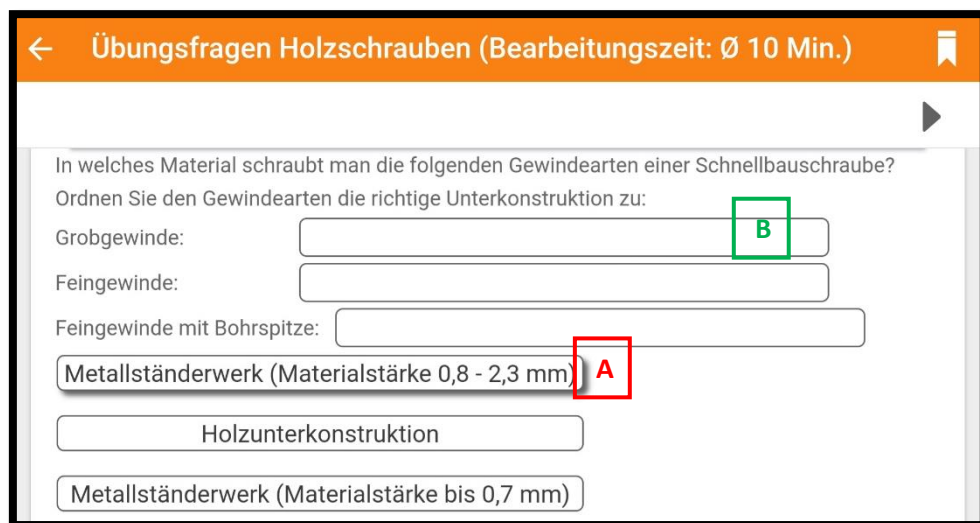 Übungsfragen Holzschrauben (Bearbeitungszeit: Ø 10 Min.)
In welches Material schraubt man die folgenden Gewindearten einer Schnellbauschraube?
Ordnen Sie den Gewindearten die richtige Unterkonstruktion zu:
Grobgewinde:
B
Feingewinde:
Feingewinde mit Bohrspitze:
Metallständerwerk (Materialstärke 0,8 - 2,3 mm)
A
Holzunterkonstruktion
Metallständerwerk (Materialstärke bis 0,7 mm)